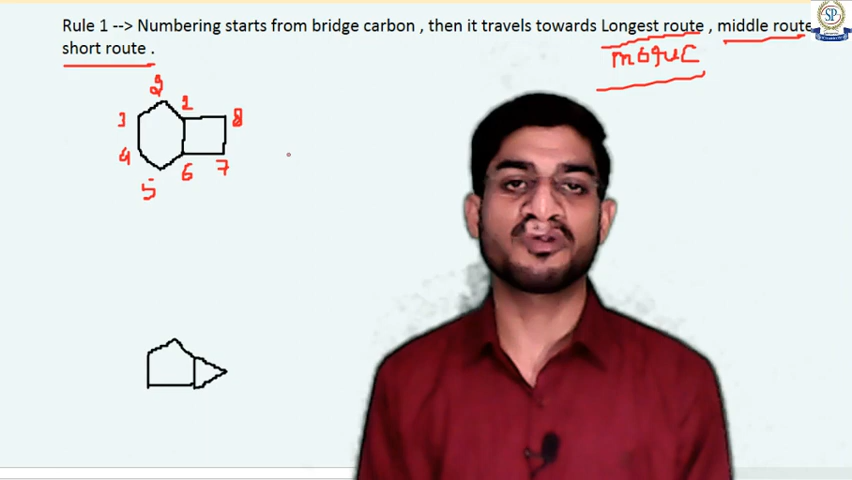 Rule 1 --> Numbering starts from bridge carbon , then it travels towards Longest route , middle route
short route .
2
1
3
8
4
6
7
5
SP